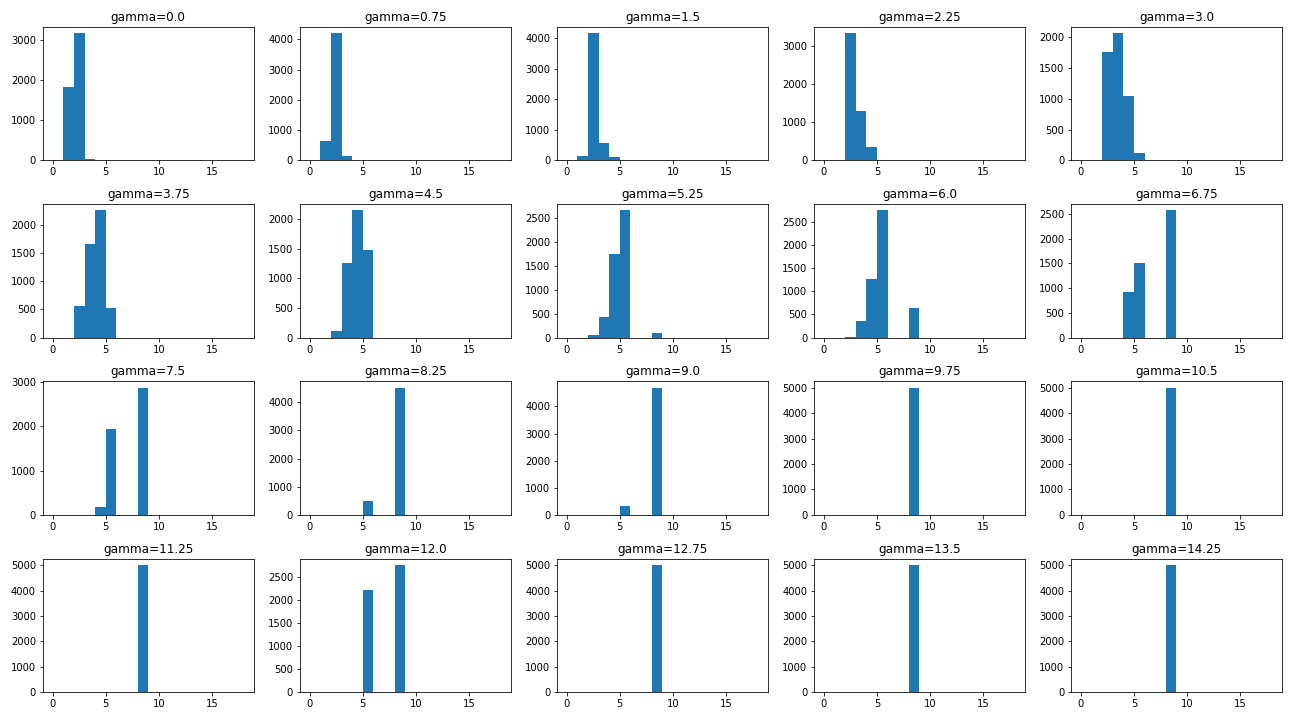 gamma=0.0 gamma=0.75 gamma=1.5 gamma=2.25 gamma=3.0
3000 4000 4000 3000 2000
2000 3000 3000 2000 1500
1000 2000 2000 1000 1000
0 1000 1000 0 500
0 0 0
0 5 10 15 0 5 10 15 0 5 10 15 0 5 10 15 0 5 10 15
gamma=3.75 gamma=4.5 gamma=5.25 gamma=6.0 gamma=6.75
2000 2000 2500 2500 2500
1500 1500 2000 2000 2000
1000 1000 1500 1500 1500
500 500 1000 1000 1000
0 0 500 500 500
0 0 0
0 5 10 15 0 5 10 15 0 5 10 15 0 5 10 15 0 5 10 15
gamma=7.5 gamma=8.25 gamma=9.0 gamma=9.75 gamma=10.5
3000 4000 4000 5000 5000
2000 3000 3000 4000 4000
1000 2000 2000 3000 3000
0 1000 1000 2000 2000
0 0 1000 1000
0 0
0 5 10 15 0 5 10 15 0 5 10 15 0 5 10 15 0 5 10 15
gamma=11.25 gamma=12.0 gamma=12.75 gamma=13.5 gamma=14.25
5000 2500 5000 5000 5000
4000 2000 4000 4000 4000
3000 1500 3000 3000 3000
2000 1000 2000 2000 2000
1000 500 1000 1000 1000
0 0 0 0 0
0 5 10 15 0 5 10 15 0 5 10 15 0 5 10 15 0 5 10 15